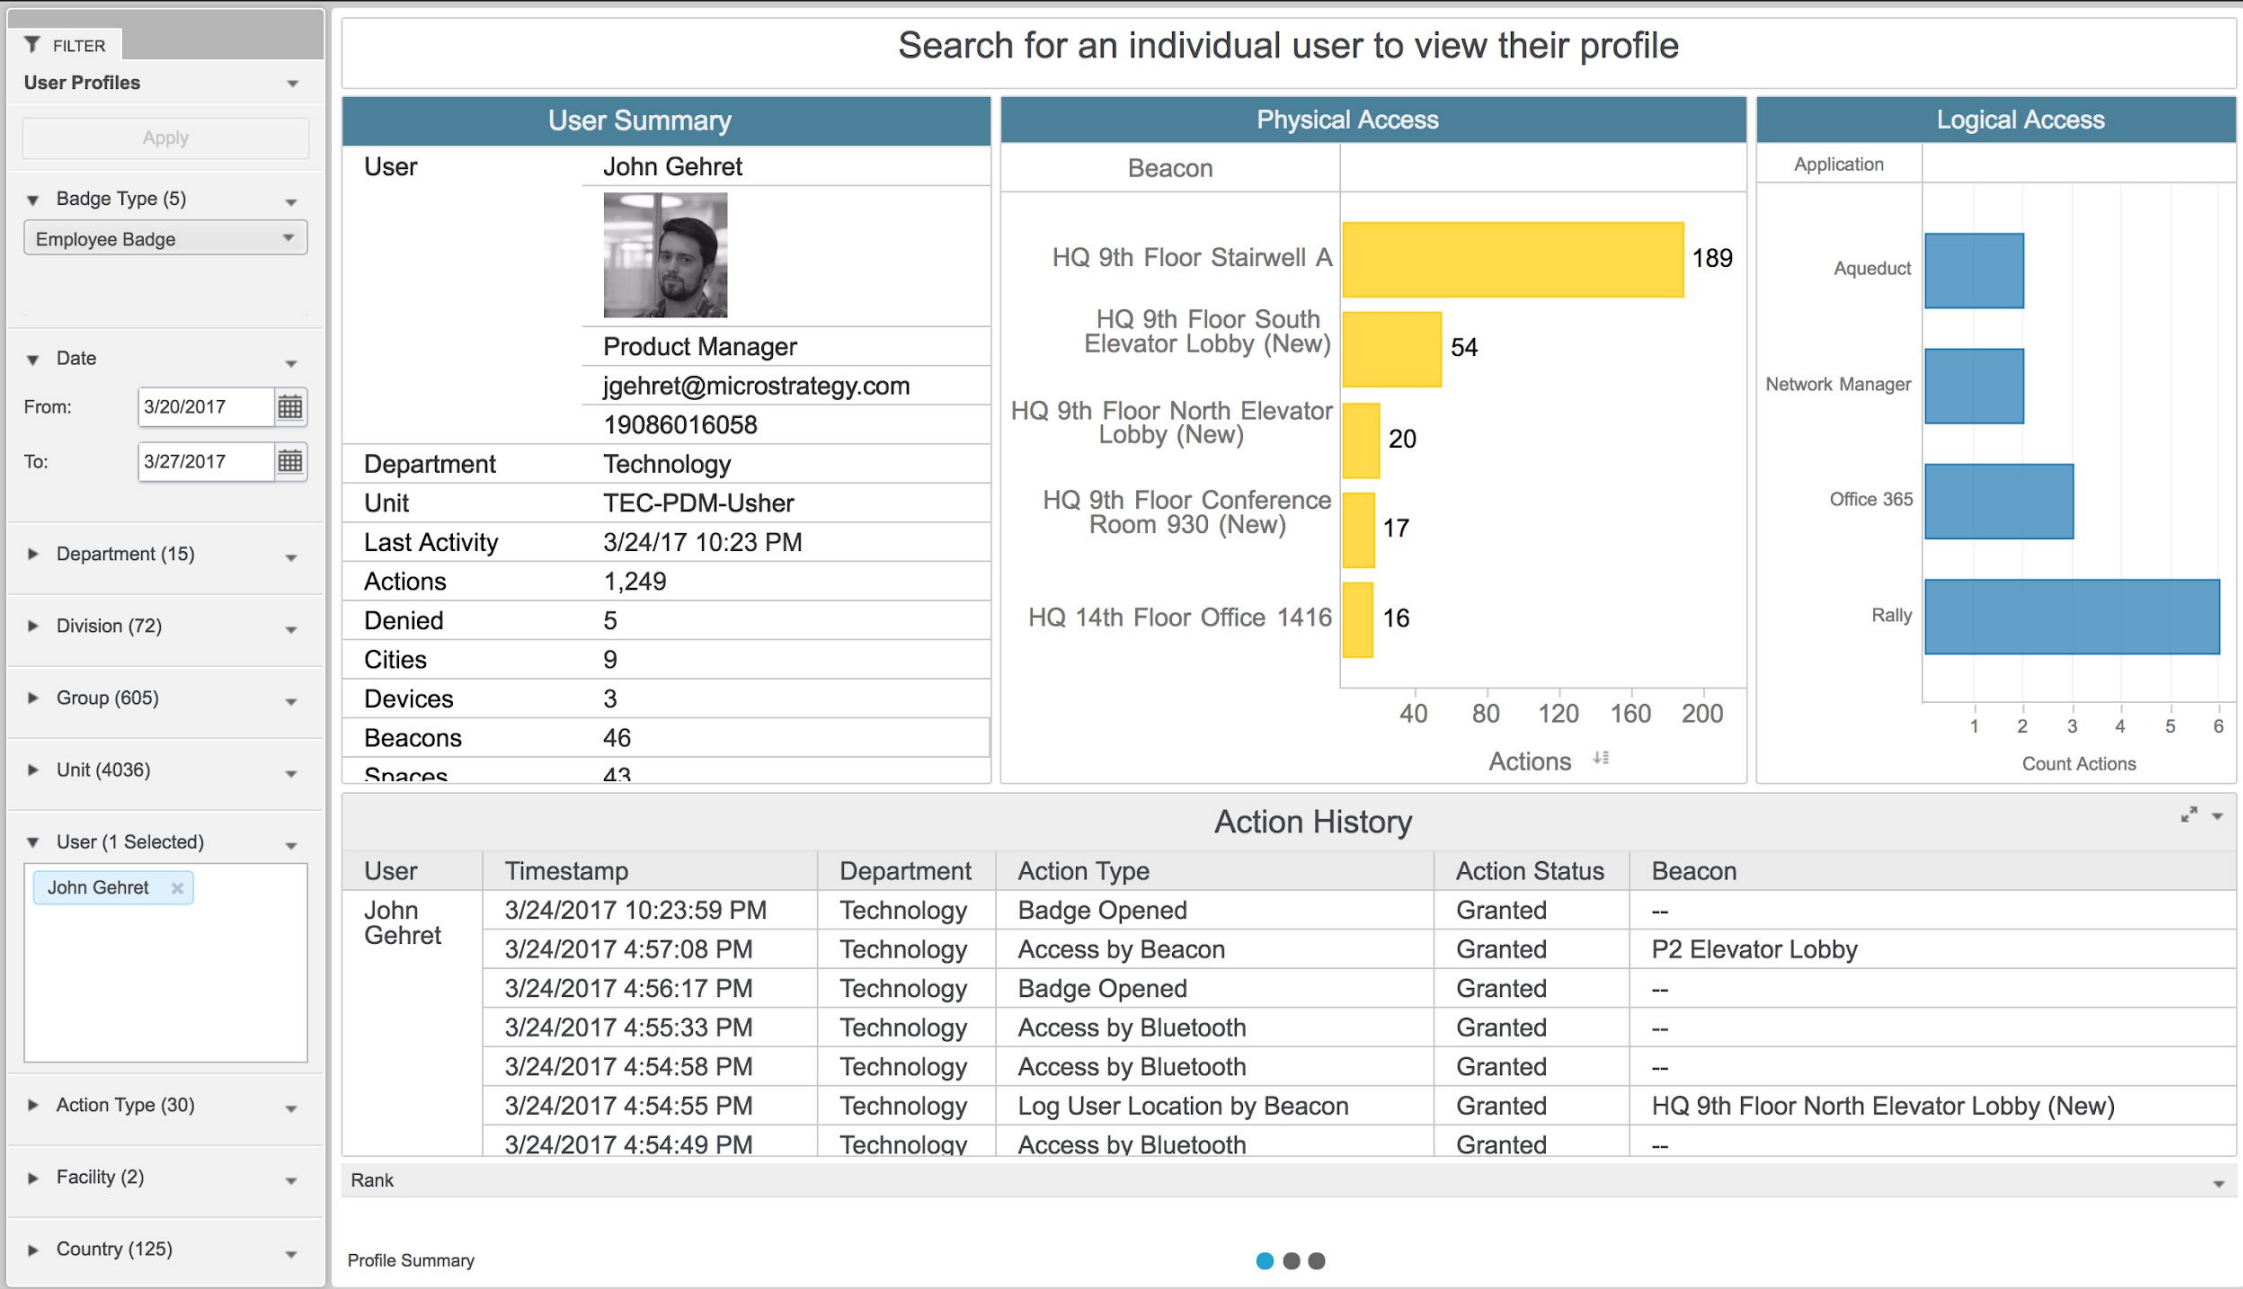 FILTER
User Profiles
Apply
Badge Type (5)
Employee Badge
Date
From: 3/20/2017
To: 3/27/2017
Department (15)
Division (72)
Group (605)
Unit (4036)
User (1 Selected)
John Gehret
Action Type (30)
Facility (2)
Country (125)
Search for an individual user to view their profile
User Summary
User John Gehret
Product Manager
jgehret@microstrategy.com
19086016058
Department Technology
Unit TEC-PDM-Usher
Last Activity 3/24/17 10:23 PM
Actions 1,249
Denied 5
Cities 9
Devices 3
Beacons 46
Spaces 43
Physical Access
Beacon
HQ 9th Floor Stairwell A 189
HQ 9th Floor South
Elevator Lobby (New) 54
HQ 9th Floor North Elevator
Lobby (New) 20
HQ 9th Floor Conference
Room 930 (New) 17
HQ 14th Floor Office 1416 16
40 80 120 160 200
Actions
Logical Access
Application
Aqueduct
Network Manager
Office 365
Rally
1 2 3 4 5 6
Count Actions
Action History
User Timestamp Department Action Type Action Status Beacon
John
Gehret
3/24/2017 10:23:59 PM Technology Badge Opened Granted --
3/24/2017 4:57:08 PM Technology Access by Beacon Granted P2 Elevator Lobby
3/24/2017 4:56:17 PM Technology Badge Opened Granted --
3/24/2017 4:55:33 PM Technology Access by Bluetooth Granted --
3/24/2017 4:54:58 PM Technology Access by Bluetooth Granted --
3/24/2017 4:54:55 PM Technology Log User Location by Beacon Granted HQ 9th Floor North Elevator Lobby (New)
3/24/2017 4:54:49 PM Technology Access by Bluetooth Granted --
Rank
Profile Summary